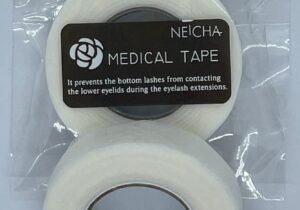 NEICHA
MEDICAL TAPE
It prevents the bottom lashes from contacting
the lower eyelids during the eyelash extensions.